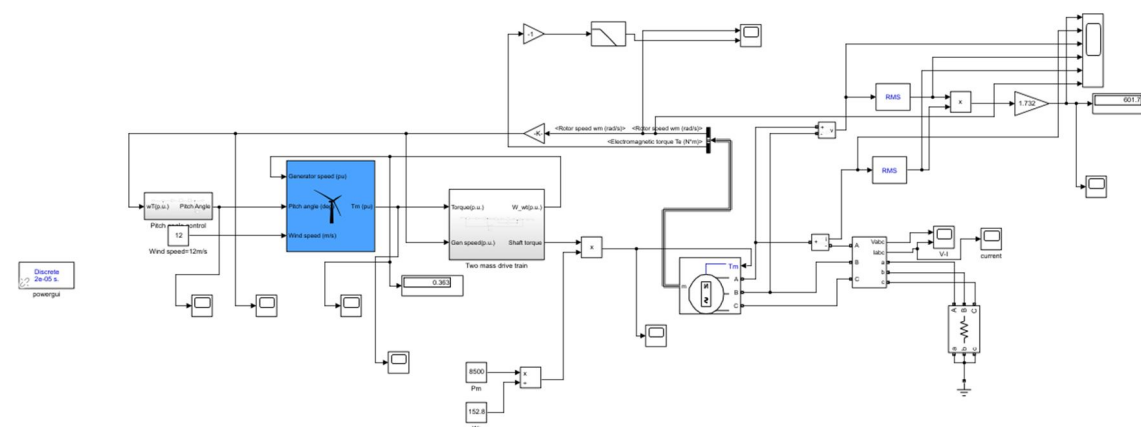 -1
RMS
x
1.732
601.7
-K-
<Rotor speed wm (rad/s)>
<Rotor speed wm (rad/s)>
<Electromagnetic torque Te (N*m)>
+
-
v
RMS
Generator speed (pu)
Pitch angle (deg)
Tm (pu)
Wind speed (m/s)
wT(p.u.)
Pitch Angle
Pitch angle control
12
Wind speed=12m/s
Torque(p.u.)
W_wt(p.u.)
Gen speed(p.u.)
Shaft torque
Two mass drive train
x
+
i
-
A
B
C
Vabc
Iabc
a
b
c
V-I
current
Discrete
2e-05 s.
powergui
0.363
Tm
m
A
B
C
A
B
C
a
b
c
8500
Pm
x
÷
152.8